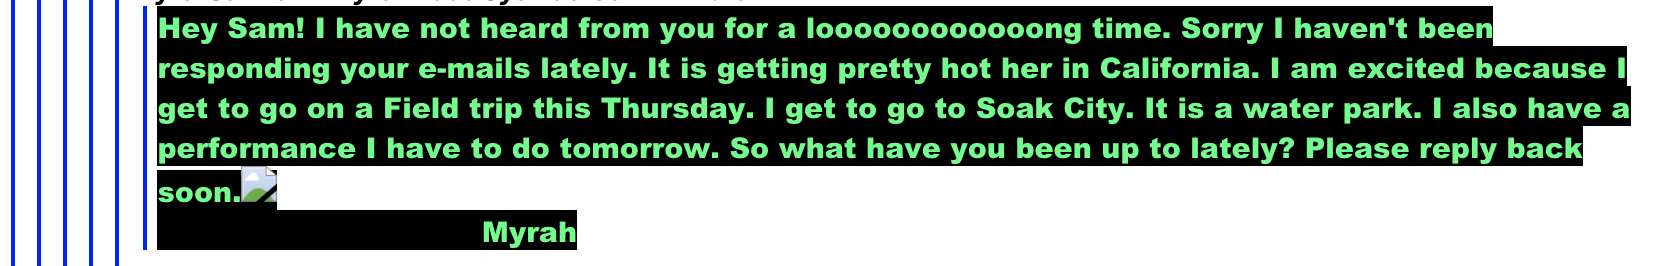 Hey Sam! I have not heard from you for a looooooooooooong time. Sorry I haven't been
responding your e-mails lately. It is getting pretty hot her in California. I am excited because I
get to go on a Field trip this Thursday. I get to go to Soak City. It is a water park. I also have a
performance I have to do tomorrow. So what have you been up to lately? Please reply back
soon.
Myrah